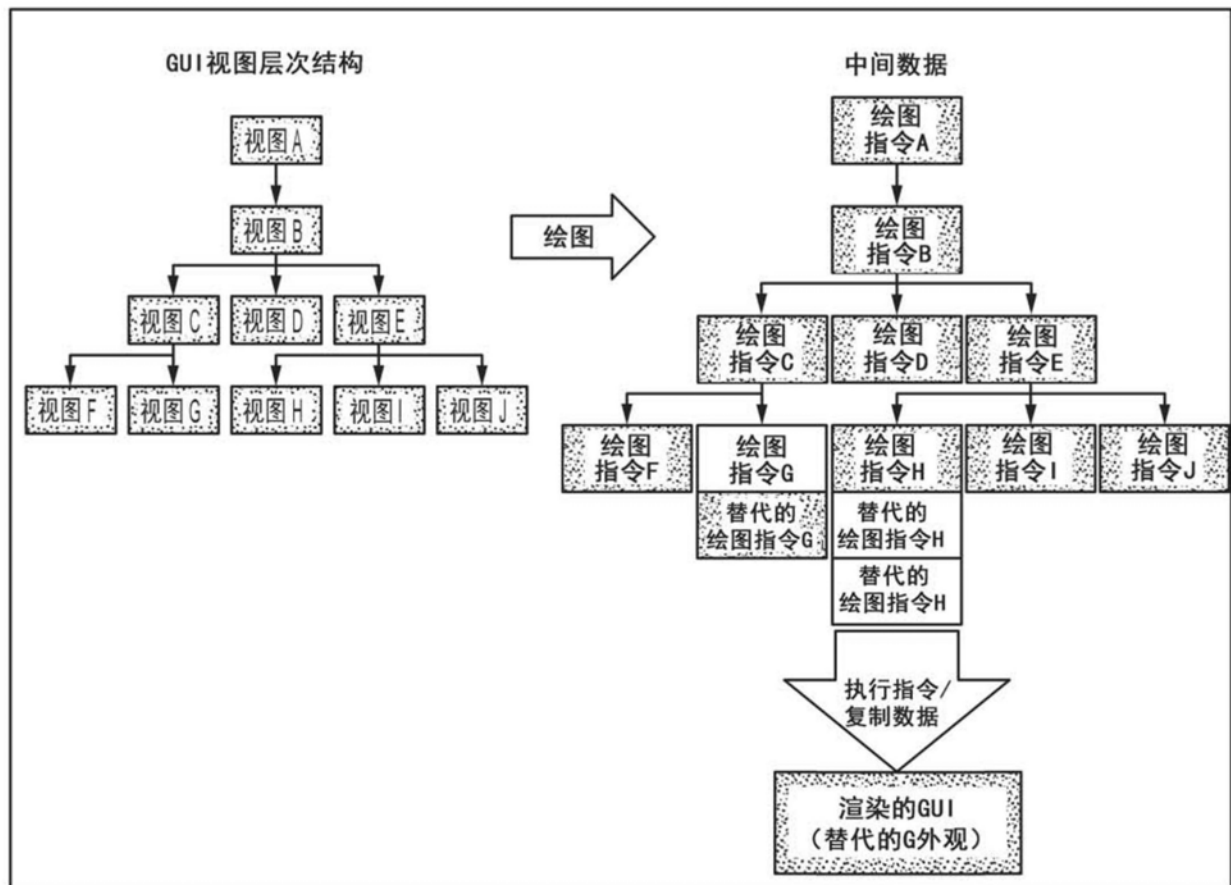 GUI视图层次结构
视图A
视图B
视图C
视图D
视图E
视图F
视图G
视图H
视图I
视图J
绘图
中间数据
绘图
指令A
绘图
指令B
绘图
指令C
绘图
指令D
绘图
指令E
绘图
指令F
绘图
指令G
绘图
指令H
绘图
指令I
绘图
指令J
替代的
绘图指令G
替代的
绘图指令H
替代的
绘图指令H
执行指令/
复制数据
渲染的GUI
（替代的G外观）